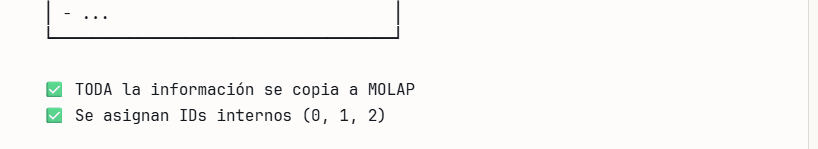 - ...
✅ TODA la información se copia a MOLAP
✅ Se asignan IDs internos (0, 1, 2)